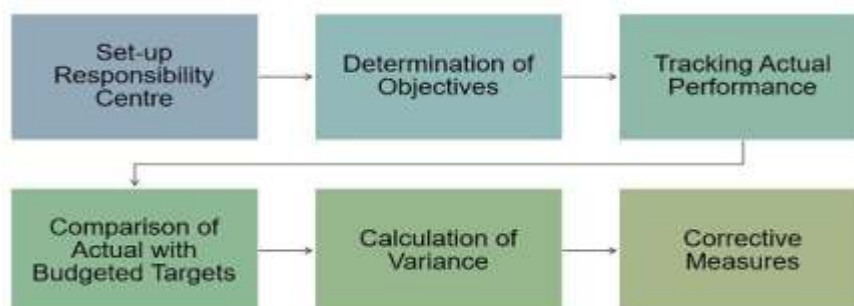 Set-up
Responsibility
Centre
Determination of
Objectives
Tracking Actual
Performance
Comparison of
Actual with
Budgeted Targets
Calculation of
Variance
Corrective
Measures